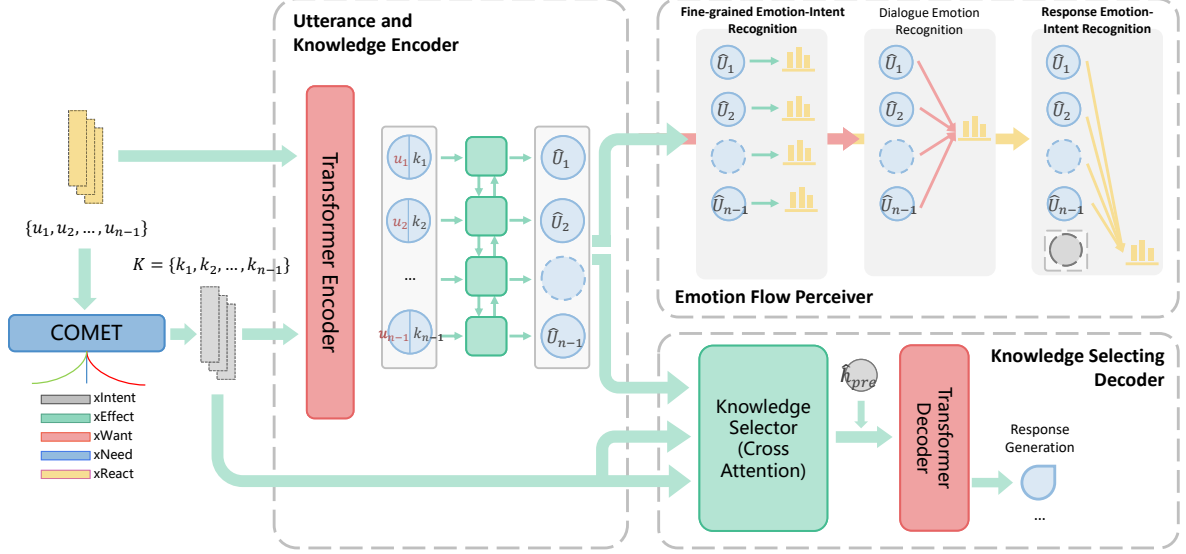 Utterance and
Knowledge Encoder
{u₁, u₂, ..., uₙ₋₁}
K = {k₁, k₂, ..., kₙ₋₁}
COMET
xIntent
xEffect
xWant
xNeed
xReact
Transformer Encoder
u₁ k₁
u₂ k₂
...
uₙ₋₁ kₙ₋₁
Û₁
Û₂
Ûₙ₋₁
Fine-grained Emotion-Intent
Recognition
Û₁
Û₂
Ûₙ₋₁
Dialogue Emotion
Recognition
Û₁
Û₂
Ûₙ₋₁
Response Emotion-
Intent Recognition
Û₁
Û₂
Ûₙ₋₁
Emotion Flow Perceiver
Knowledge Selecting
Decoder
Knowledge
Selector
(Cross
Attention)
ĥ_pre
Transformer
Decoder
Response
Generation
...